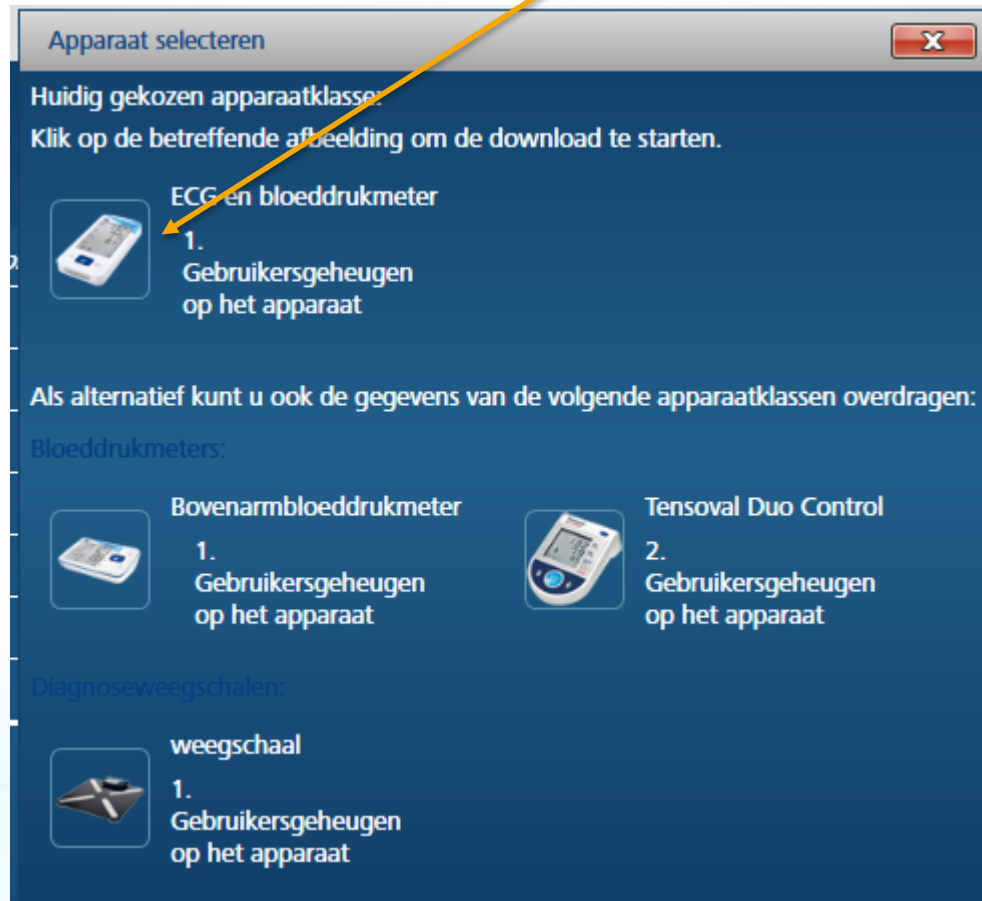 Apparaat selecteren
Huidig gekozen apparaatklasse:
Klik op de betreffende afbeelding om de download te starten.
ECG en bloeddrukmeter
1.
Gebruikersgeheugen
op het apparaat
Als alternatief kunt u ook de gegevens van de volgende apparaatklassen overdragen:
Bloeddrukmeters:
Bovenarmbloeddrukmeter
1.
Gebruikersgeheugen
op het apparaat
Tensoval Duo Control
2.
Gebruikersgeheugen
op het apparaat
Diagnoseweegschalen:
weegschaal
1.
Gebruikersgeheugen
op het apparaat